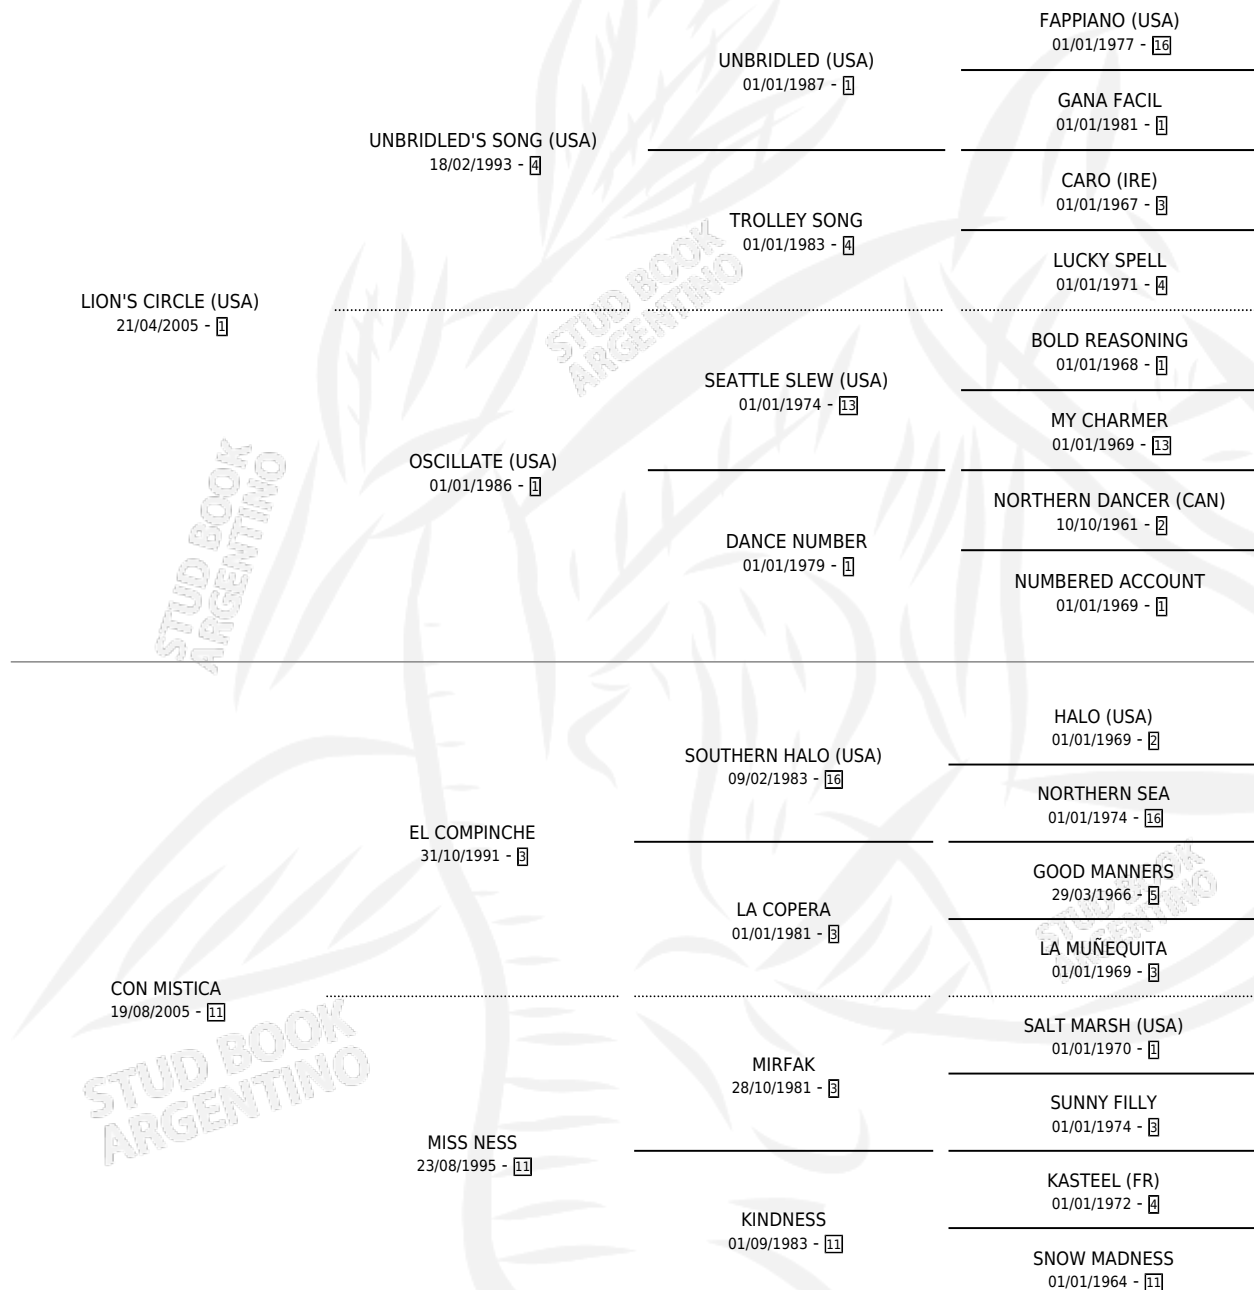 FAPPIANO (USA)
01/01/1977 - 16
UNBRIDLED (USA)
01/01/1987 - 1
GANA FACIL
01/01/1981 - 1
UNBRIDLED'S SONG (USA)
18/02/1993 - 4
CARO (IRE)
01/01/1967 - 3
TROLLEY SONG
01/01/1983 - 4
LUCKY SPELL
01/01/1971 - 4
LION'S CIRCLE (USA)
21/04/2005 - 1
BOLD REASONING
01/01/1968 - 1
SEATTLE SLEW (USA)
01/01/1974 - 13
MY CHARMER
01/01/1969 - 13
OSCILLATE (USA)
01/01/1986 - 1
NORTHERN DANCER (CAN)
10/10/1961 - 2
DANCE NUMBER
01/01/1979 - 1
NUMBERED ACCOUNT
01/01/1969 - 1
HALO (USA)
01/01/1969 - 2
SOUTHERN HALO (USA)
09/02/1983 - 16
NORTHERN SEA
01/01/1974 - 16
EL COMPINCHE
31/10/1991 - 3
GOOD MANNERS
29/03/1966 - 5
LA COPERA
01/01/1981 - 3
LA MUÑEQUITA
01/01/1969 - 3
CON MISTICA
19/08/2005 - 11
SALT MARSH (USA)
01/01/1970 - 1
MIRFAK
28/10/1981 - 3
SUNNY FILLY
01/01/1974 - 3
MISS NESS
23/08/1995 - 11
KASTEEL (FR)
01/01/1972 - 4
KINDNESS
01/09/1983 - 11
SNOW MADNESS
01/01/1964 - 11
STUD BOOK
ARGENTINO
STUD BOOK
ARGENTINO
STUD BOOK
ARGENTINO
STUD BOOK
ARGENTINO